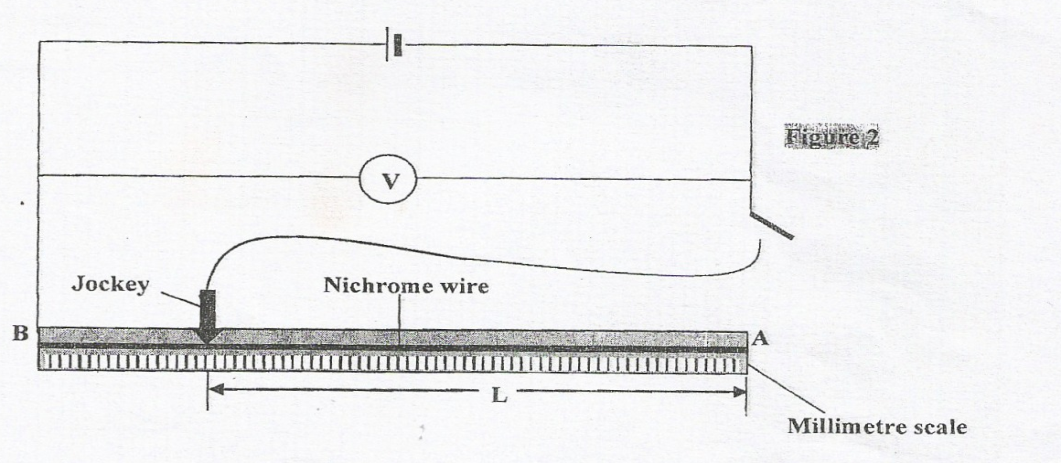 Figure 2
V
Jockey
Nichrome wire
B
A
L
Millimetre scale